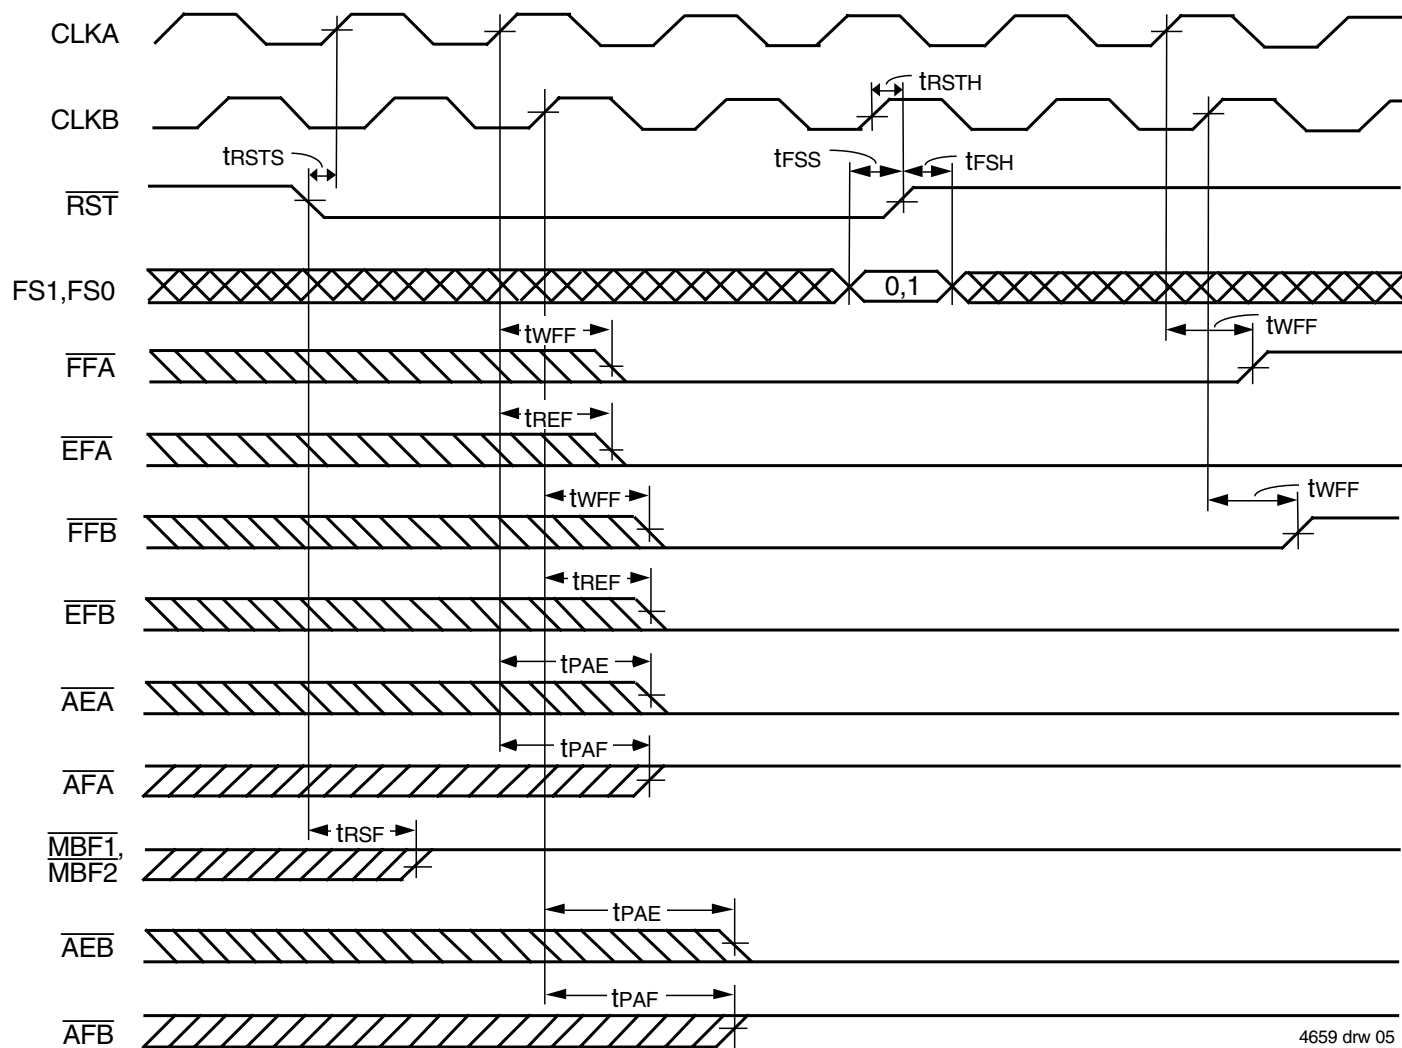 CLKA
tRSTH
CLKB
tRSTS
tFSS
tFSH
RST
FS1,FS0
0,1
tWFF
tWFF
FFA
tREF
EFA
tWFF
tWFF
FFB
tREF
EFB
tPAE
AEA
tPAF
AFA
tRSF
MBF1,
MBF2
tPAE
AEB
tPAF
AFB
4659 drw 05